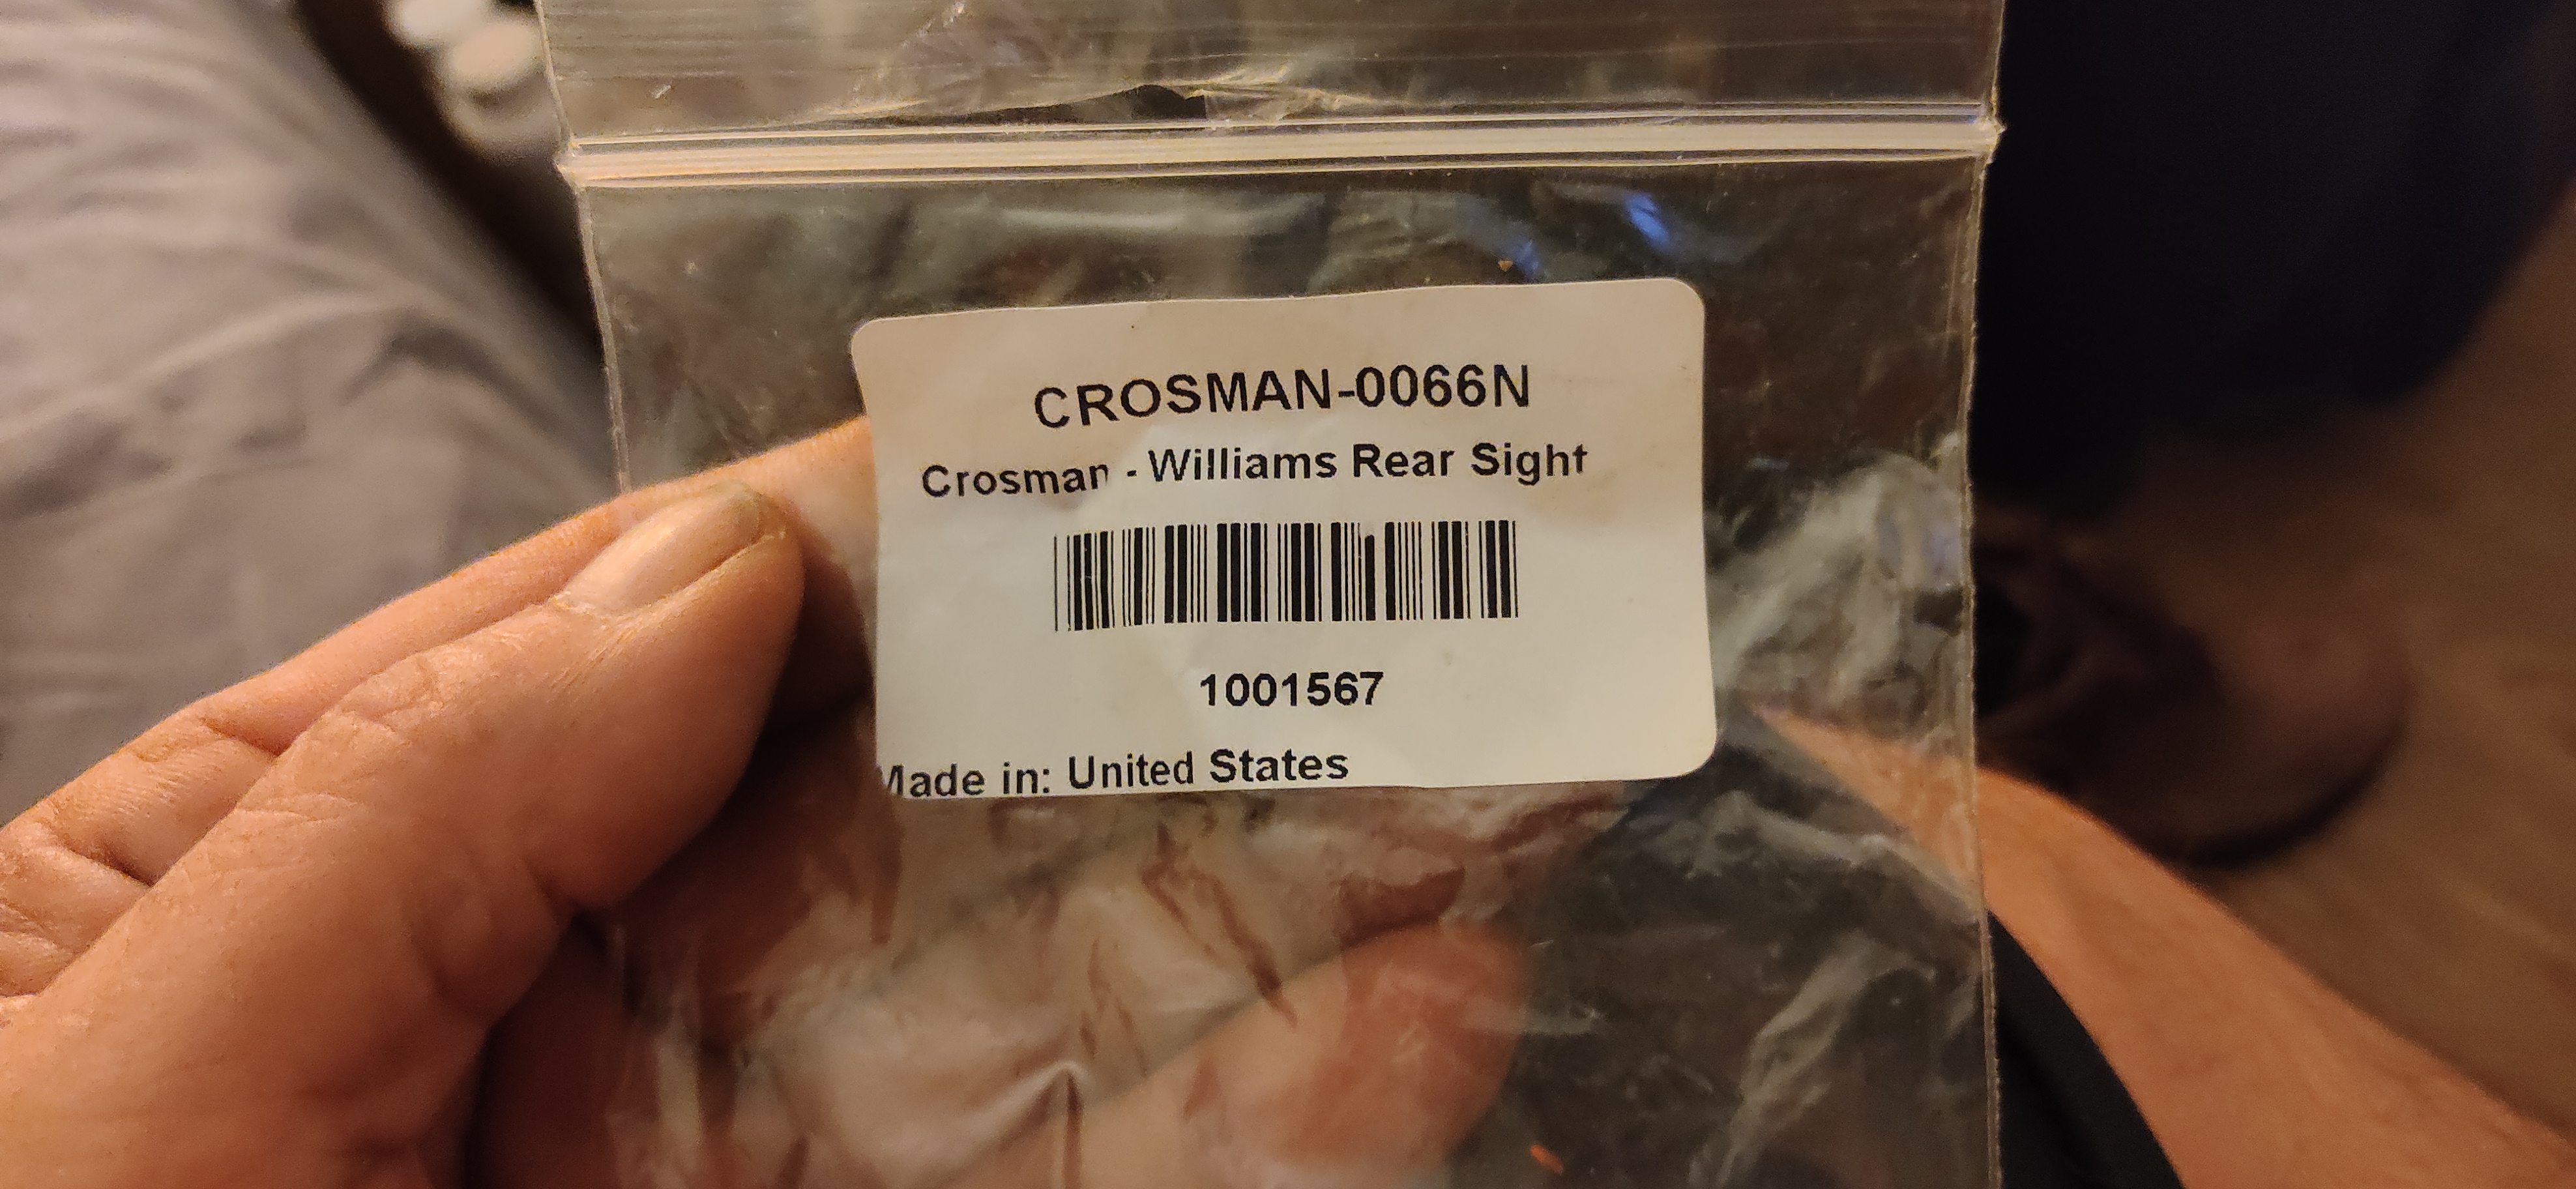 CROSMAN-0066N
Crosman - Williams Rear Sight
1001567
Made in: United States